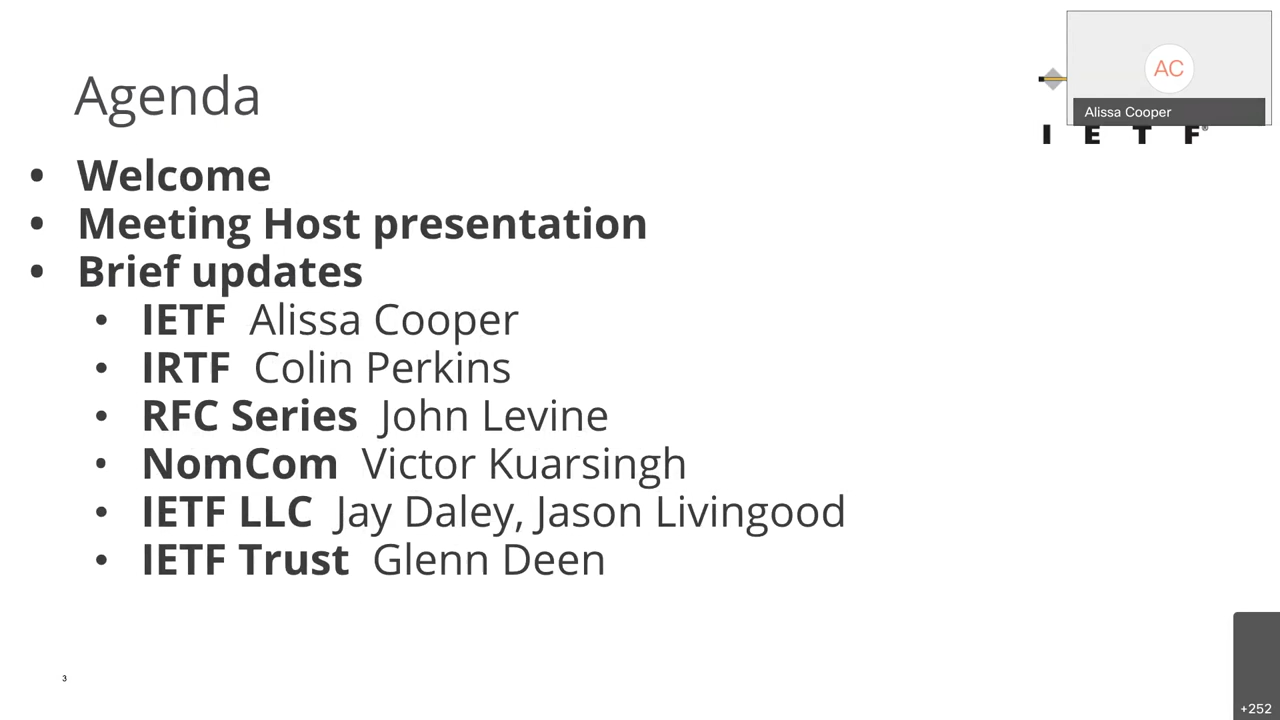 Agenda
AC
Alissa Cooper
I E T F®
• Welcome
• Meeting Host presentation
• Brief updates
• IETF Alissa Cooper
• IRTF Colin Perkins
• RFC Series John Levine
• NomCom Victor Kuarsingh
• IETF LLC Jay Daley, Jason Livingood
• IETF Trust Glenn Deen
3
+252